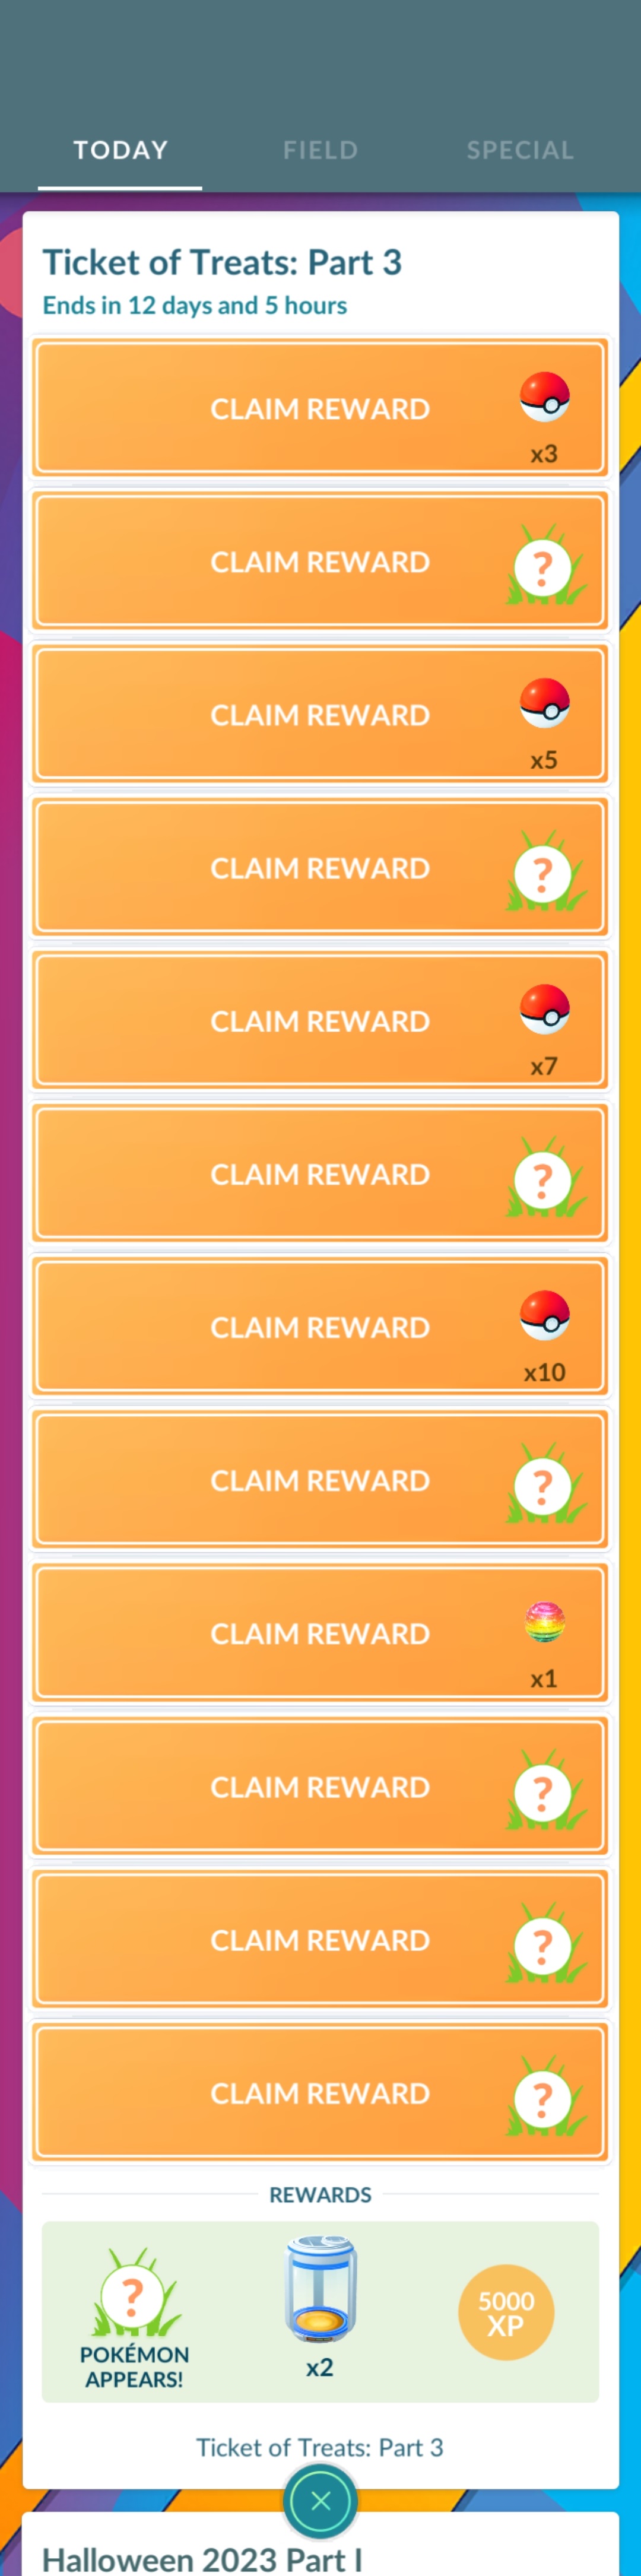 TODAY FIELD SPECIAL
Ticket of Treats: Part 3
Ends in 12 days and 5 hours
CLAIM REWARD
x3
CLAIM REWARD
?
CLAIM REWARD
x5
CLAIM REWARD
?
CLAIM REWARD
x7
CLAIM REWARD
?
CLAIM REWARD
x10
CLAIM REWARD
?
CLAIM REWARD
x1
CLAIM REWARD
?
CLAIM REWARD
?
CLAIM REWARD
?
REWARDS
?
POKÉMON
APPEARS!
x2
5000
XP
Ticket of Treats: Part 3
Halloween 2023 Part I